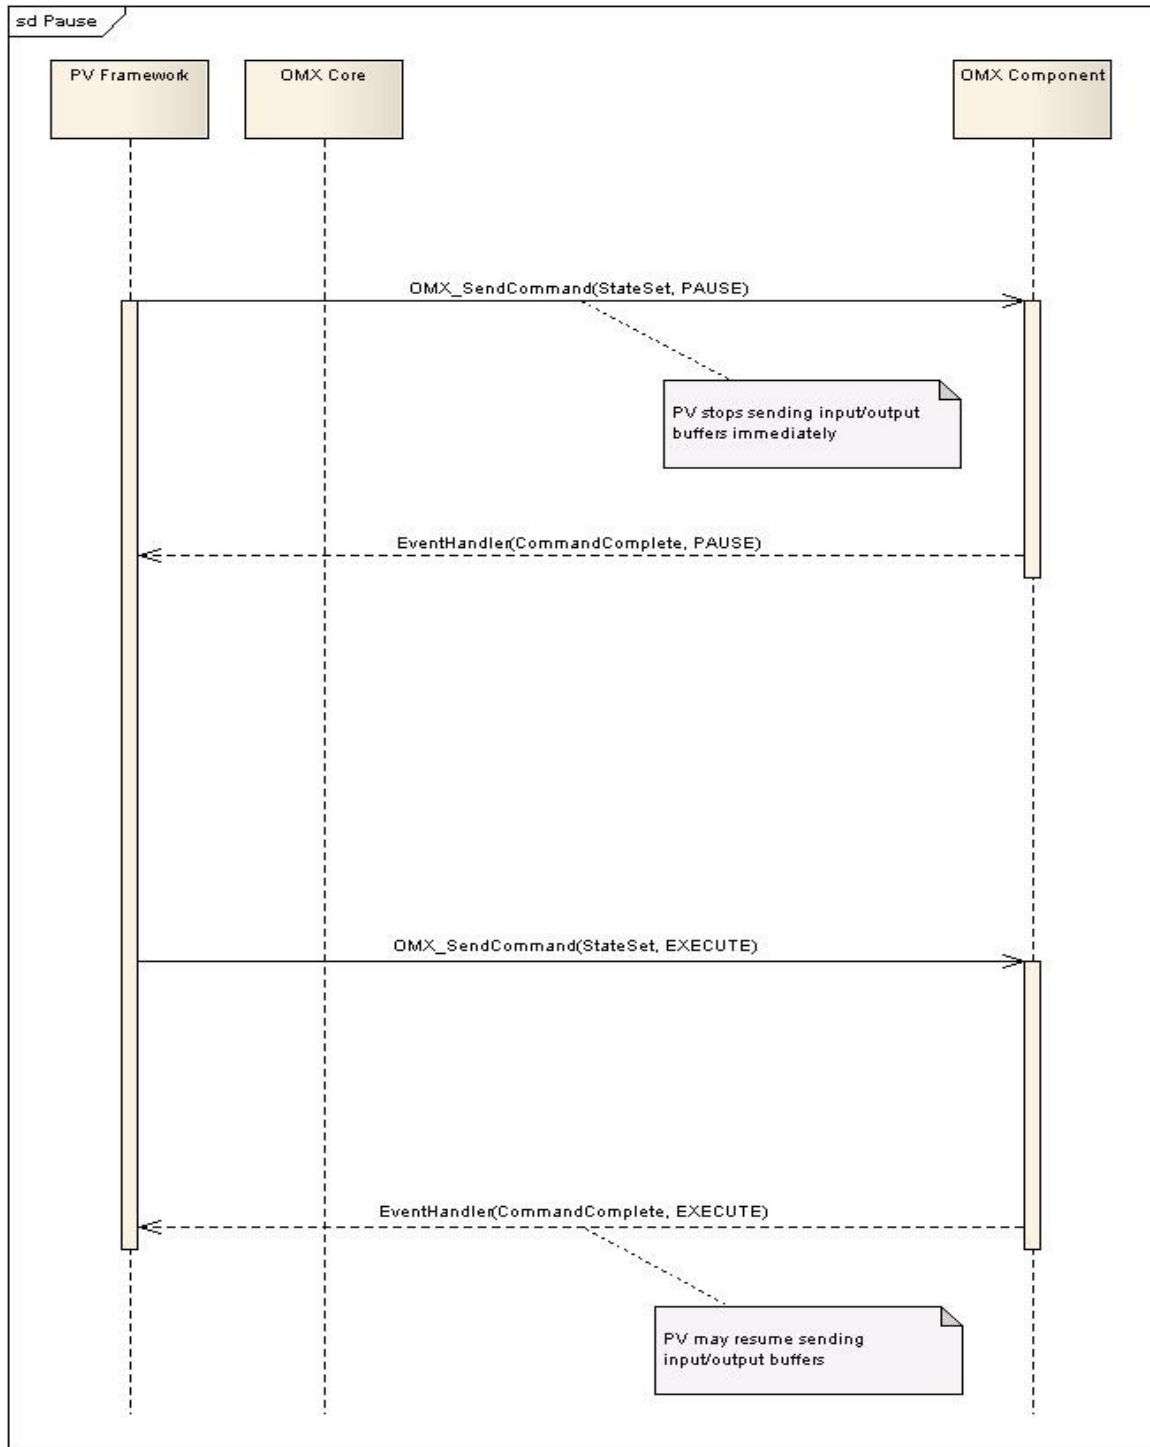 sd Pause
PV Framework
OMX Core
OMX Component
OMX_SendCommand(StateSet, PAUSE)
PV stops sending input/output
buffers immediately
EventHandler(CommandComplete, PAUSE)
OMX_SendCommand(StateSet, EXECUTE)
EventHandler(CommandComplete, EXECUTE)
PV may resume sending
input/output buffers